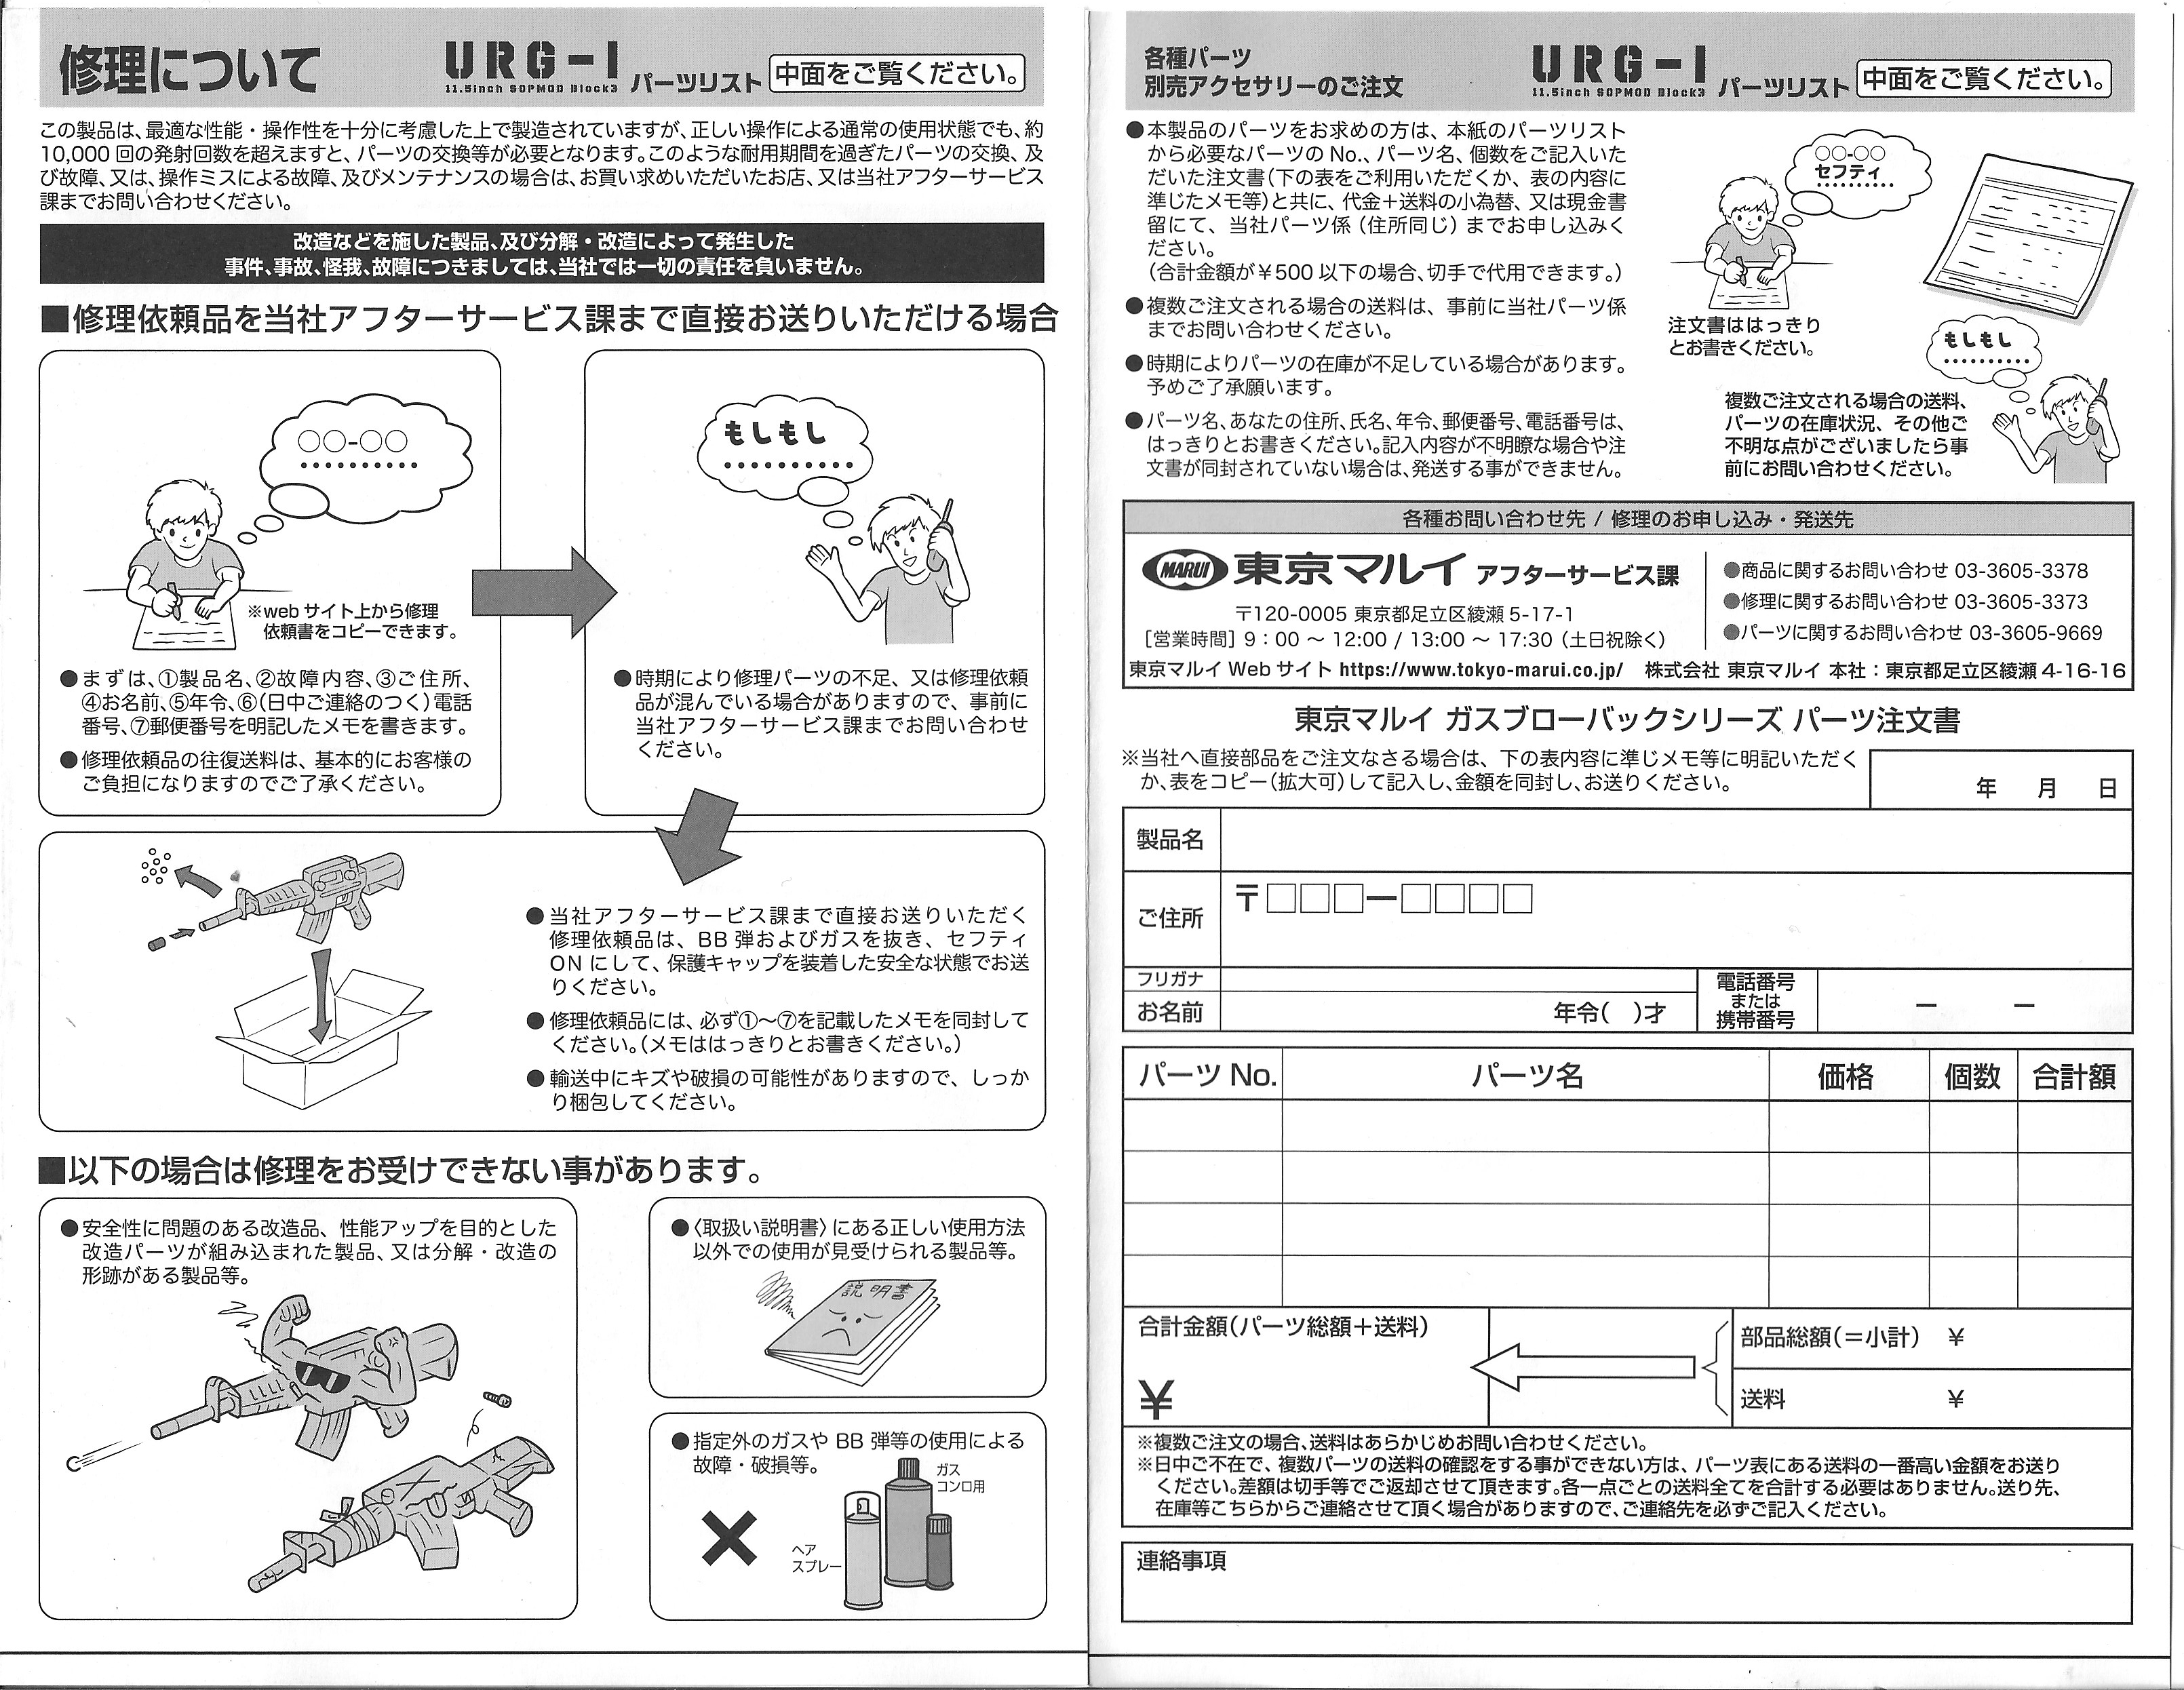 修理について
URG-I
11.5inch SOPMOD Block3
パーツリスト
中面をご覧ください。
この製品は、最適な性能・操作性を十分に考慮した上で製造されていますが、正しい操作による通常の使用状態でも、約
10,000 回の発射回数を超えますと、パーツの交換等が必要となります。このような耐用期間を過ぎたパーツの交換、及
び故障、又は、操作ミスによる故障、及びメンテナンスの場合は、お買い求めいただいたお店、又は当社アフターサービス
課までお問い合わせください。
改造などを施した製品、及び分解・改造によって発生した
事件、事故、怪我、故障につきましては、当社では一切の責任を負いません。
■修理依頼品を当社アフターサービス課まで直接お送りいただける場合
○○-○○
※web サイト上から修理
依頼書をコピーできます。
●まずは、①製品名、②故障内容、③ご住所、
④お名前、⑤年令、⑥(日中ご連絡のつく)電話
番号、⑦郵便番号を明記したメモを書きます。
●修理依頼品の往復送料は、基本的にお客様の
ご負担になりますのでご了承ください。
もしもし
●時期により修理パーツの不足、又は修理依頼
品が混んでいる場合がありますので、事前に
当社アフターサービス課までお問い合わせ
ください。
●当社アフターサービス課まで直接お送りいただく
修理依頼品は、BB 弾およびガスを抜き、セフティ
ON にして、保護キャップを装着した安全な状態でお送
りください。
●修理依頼品には、必ず①～⑦を記載したメモを同封して
ください。(メモははっきりとお書きください。)
●輸送中にキズや破損の可能性がありますので、しっか
り梱包してください。
■以下の場合は修理をお受けできない事があります。
●安全性に問題のある改造品、性能アップを目的とした
改造パーツが組み込まれた製品、又は分解・改造の
形跡がある製品等。
●〈取扱い説明書〉にある正しい使用方法
以外での使用が見受けられる製品等。
説明書
●指定外のガスや BB 弾等の使用による
故障・破損等。
ガス
コンロ用
ヘア
スプレー
各種パーツ
別売アクセサリーのご注文
URG-I
11.5inch SOPMOD Block3
パーツリスト
中面をご覧ください。
●本製品のパーツをお求めの方は、本紙のパーツリスト
から必要なパーツの No.、パーツ名、個数をご記入いた
だいた注文書(下の表をご利用いただくか、表の内容に
準じたメモ等)と共に、代金＋送料の小為替、又は現金書
留にて、当社パーツ係(住所同じ)までお申し込みく
ださい。
(合計金額が￥500 以下の場合、切手で代用できます。)
●複数ご注文される場合の送料は、事前に当社パーツ係
までお問い合わせください。
●時期によりパーツの在庫が不足している場合があります。
予めご了承願います。
●パーツ名、あなたの住所、氏名、年令、郵便番号、電話番号は、
はっきりとお書きください。記入内容が不明瞭な場合や注
文書が同封されていない場合は、発送する事ができません。
○○-○○
セフティ
注文書ははっきり
とお書きください。
もしもし
複数ご注文される場合の送料、
パーツの在庫状況、その他ご
不明な点がございましたら事
前にお問い合わせください。
各種お問い合わせ先 / 修理のお申し込み・発送先
MARUI 東京マルイ アフターサービス課
〒120-0005 東京都足立区綾瀬 5-17-1
[営業時間] 9：00 ～ 12:00 / 13:00 ～ 17:30 (土日祝除く)
●商品に関するお問い合わせ 03-3605-3378
●修理に関するお問い合わせ 03-3605-3373
●パーツに関するお問い合わせ 03-3605-9669
東京マルイ Web サイト https://www.tokyo-marui.co.jp/ 株式会社 東京マルイ 本社：東京都足立区綾瀬 4-16-16
東京マルイ ガスブローバックシリーズ パーツ注文書
※当社へ直接部品をご注文なさる場合は、下の表内容に準じメモ等に明記いただく
か、表をコピー(拡大可)して記入し、金額を同封し、お送りください。
年 月 日
製品名
ご住所 〒□□□ー□□□□
フリガナ
お名前 年令( )才
電話番号
または
携帯番号
ー ー
パーツ No. パーツ名 価格 個数 合計額
合計金額(パーツ総額＋送料)
￥
部品総額(＝小計) ￥
送料 ￥
※複数ご注文の場合、送料はあらかじめお問い合わせください。
※日中ご不在で、複数パーツの送料の確認をする事ができない方は、パーツ表にある送料の一番高い金額をお送り
ください。差額は切手等でご返却させて頂きます。各一点ごとの送料全てを合計する必要はありません。送り先、
在庫等こちらからご連絡させて頂く場合がありますので、ご連絡先を必ずご記入ください。
連絡事項